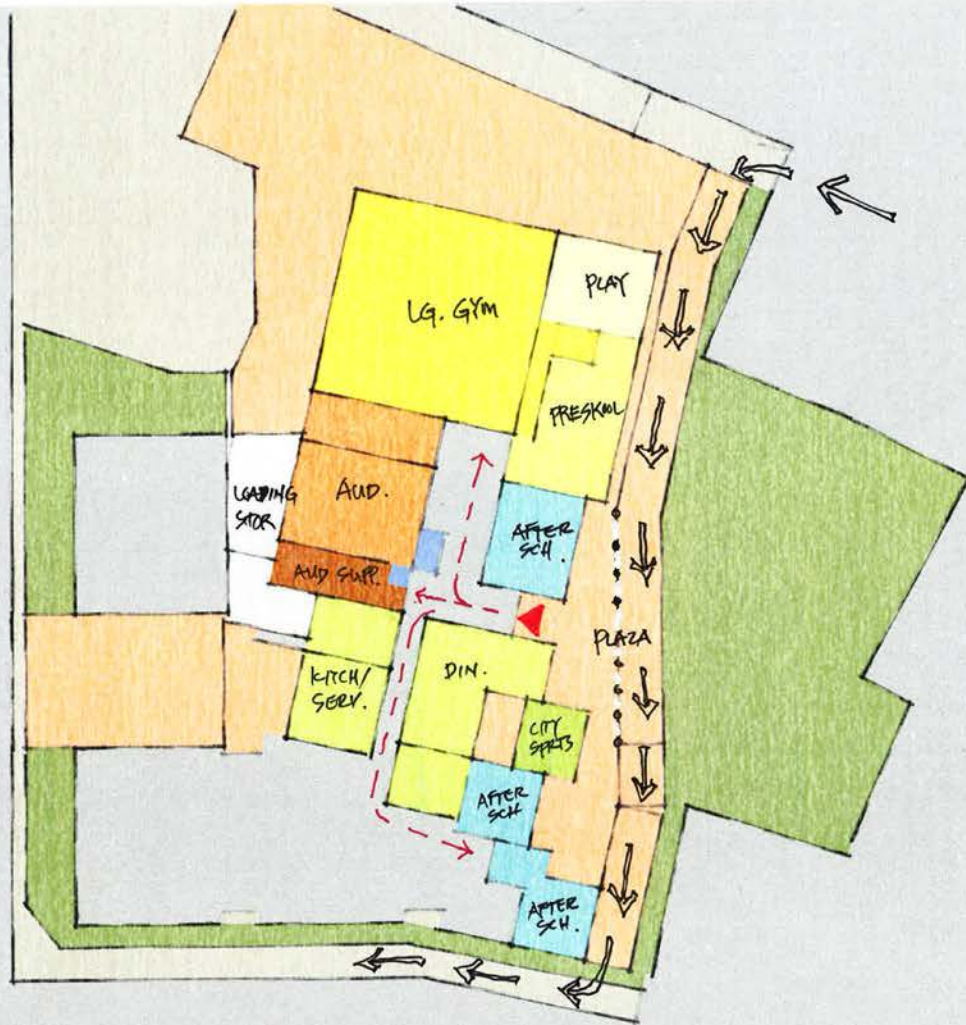 LG. GYM
PLAY
PRESKOOL
LOADING
STOR
AUD.
AFTER
SCH.
AUD SUPP.
PLAZA
KITCH/
SERV.
DIN.
CITY
SPRTS
AFTER
SCH
AFTER
SCH.